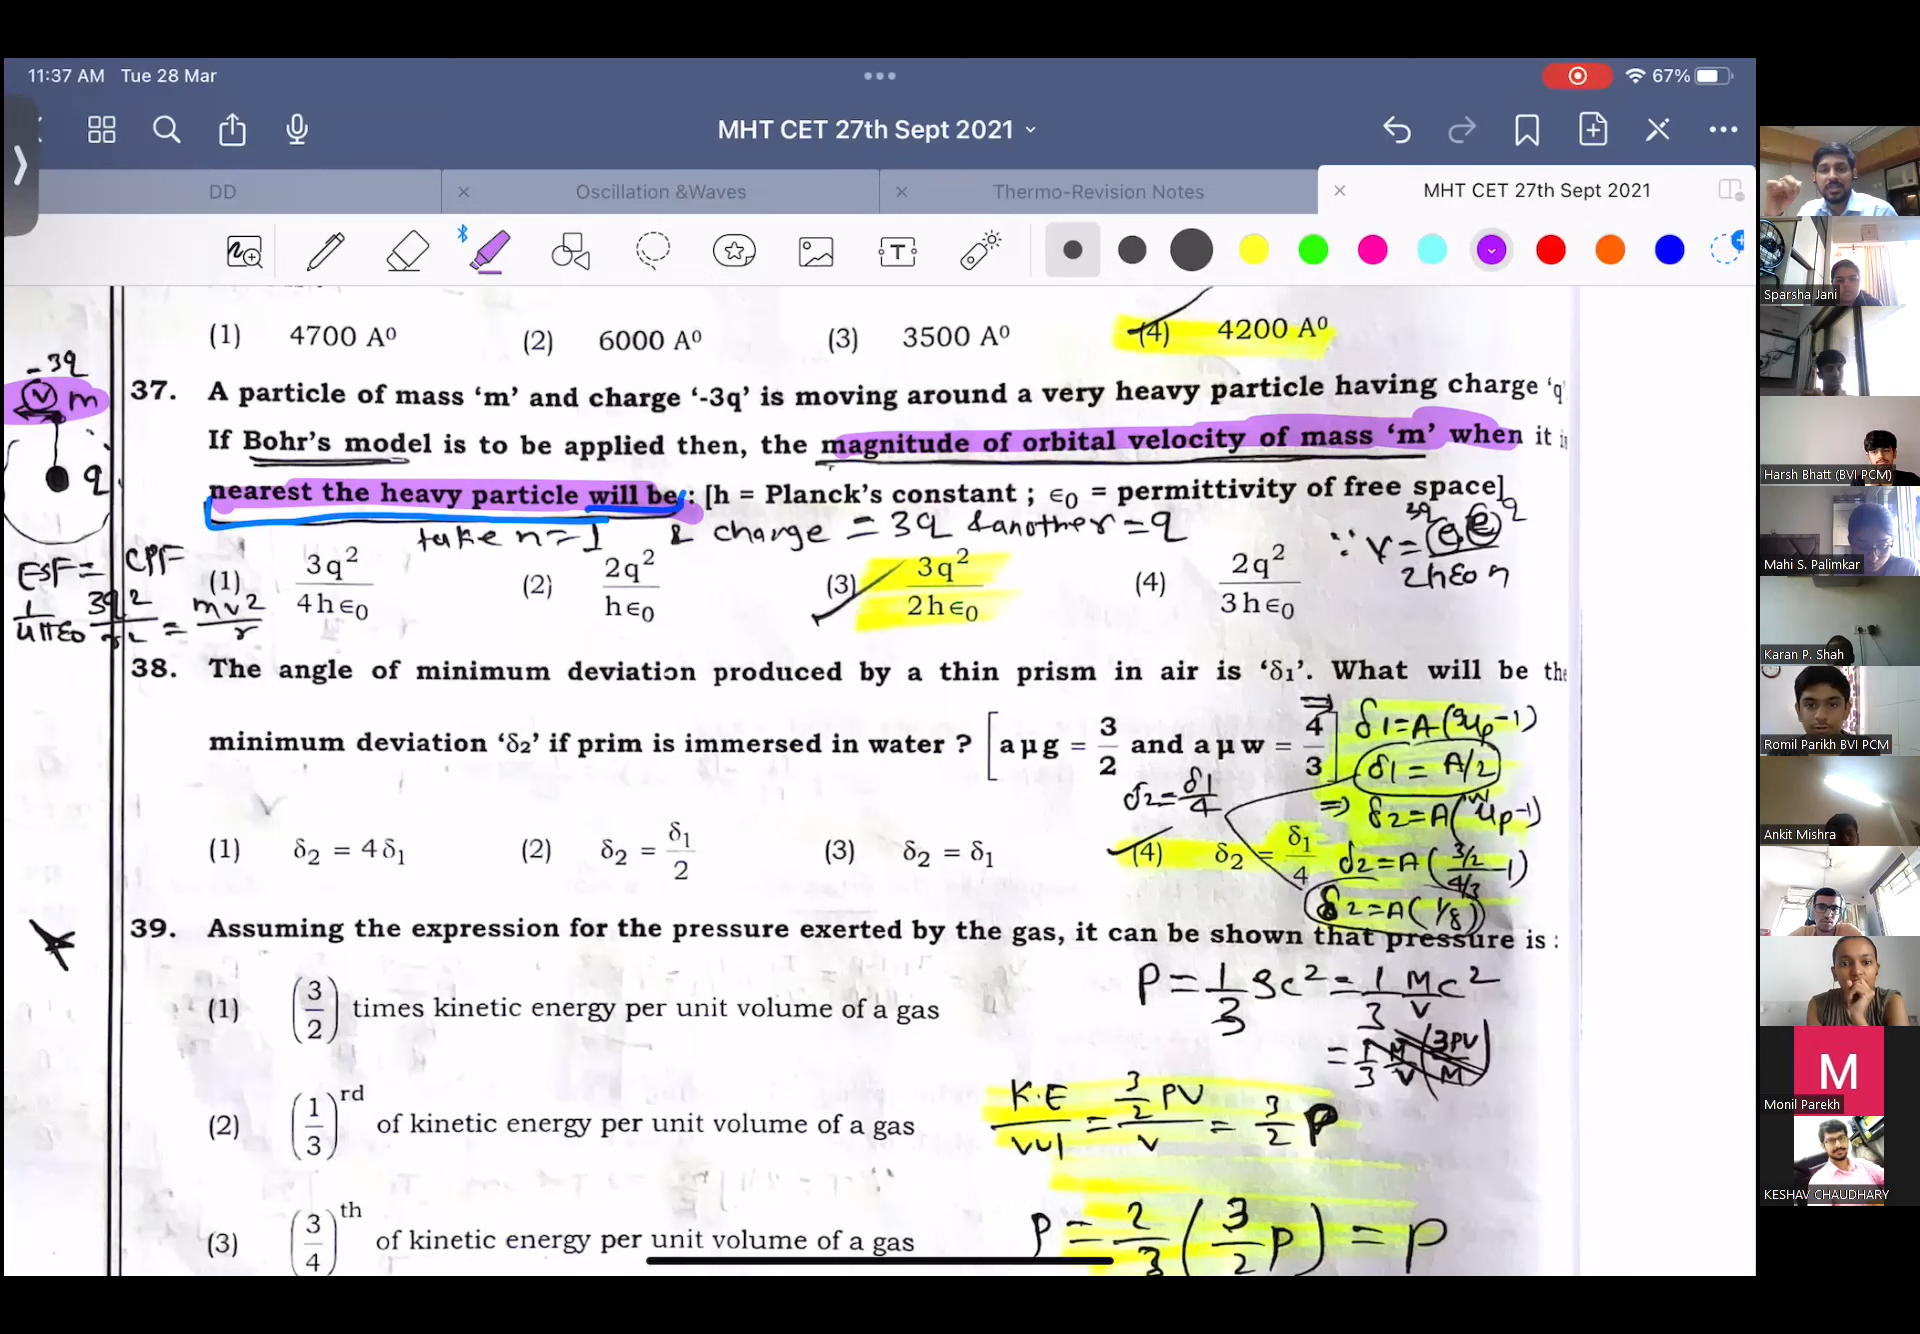 11:37 AM Tue 28 Mar
67%
MHT CET 27th Sept 2021
DD
Oscillation &Waves
Thermo-Revision Notes
MHT CET 27th Sept 2021
(1) 4700 A⁰ (2) 6000 A⁰ (3) 3500 A⁰ (4) 4200 A⁰
-3q
m
q
37. A particle of mass ‘m’ and charge ‘-3q’ is moving around a very heavy particle having charge ‘q
If Bohr’s model is to be applied then, the magnitude of orbital velocity of mass ‘m’ when it i
nearest the heavy particle will be : [h = Planck’s constant ; ϵ₀ = permittivity of free space]
take n=1 & charge = 3q & another = q
(1) 3q²/4hϵ₀ (2) 2q²/hϵ₀ (3) 3q²/2hϵ₀ (4) 2q²/3hϵ₀
ESF = CPF
38. The angle of minimum deviation produced by a thin prism in air is ‘δ₁’. What will be the
minimum deviation ‘δ₂’ if prim is immersed in water ? [aμg = 3/2 and aμw = 4/3]
δ1 = A/2
δ2 = δ1/4
(1) δ₂ = 4δ₁ (2) δ₂ = δ₁/2 (3) δ₂ = δ₁ (4) δ₂ = δ₁/4
δ2 = A(3/2/4/3 -1)
δ2 = A(1/8)
39. Assuming the expression for the pressure exerted by the gas, it can be shown that pressure is :
(1) (3/2) times kinetic energy per unit volume of a gas
(2) (1/3)rd of kinetic energy per unit volume of a gas
K.E/vul = 3/2 PV/V = 3/2 P
(3) (3/4)th of kinetic energy per unit volume of a gas
P = 2/3 (3/2 P) = P
Sparsha Jani
Harsh Bhatt (BVI PCM)
Mahi S. Palimkar
Karan P. Shah
Romil Parikh BVI PCM
Ankit Mishra
M
Monil Parekh
KESHAV CHAUDHARY